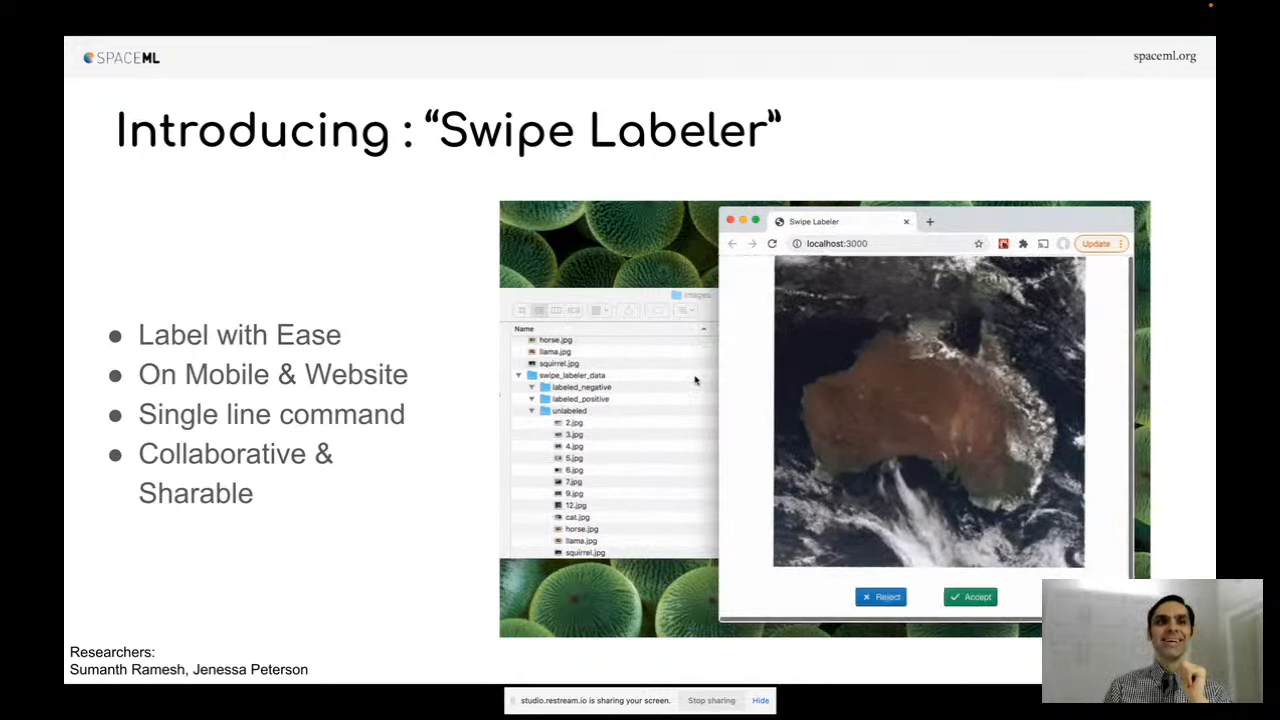 SPACEML
spaceml.org
Introducing : “Swipe Labeler”
● Label with Ease
● On Mobile & Website
● Single line command
● Collaborative &
Sharable
Swipe Labeler
localhost:3000
Update
images
Name
horse.jpg
llama.jpg
squirrel.jpg
swipe_labeler_data
labeled_negative
labeled_positive
unlabeled
2.jpg
3.jpg
4.jpg
5.jpg
6.jpg
7.jpg
9.jpg
12.jpg
cat.jpg
horse.jpg
llama.jpg
squirrel.jpg
Reject
Accept
Researchers:
Sumanth Ramesh, Jenessa Peterson
studio.restream.io is sharing your screen.
Stop sharing
Hide